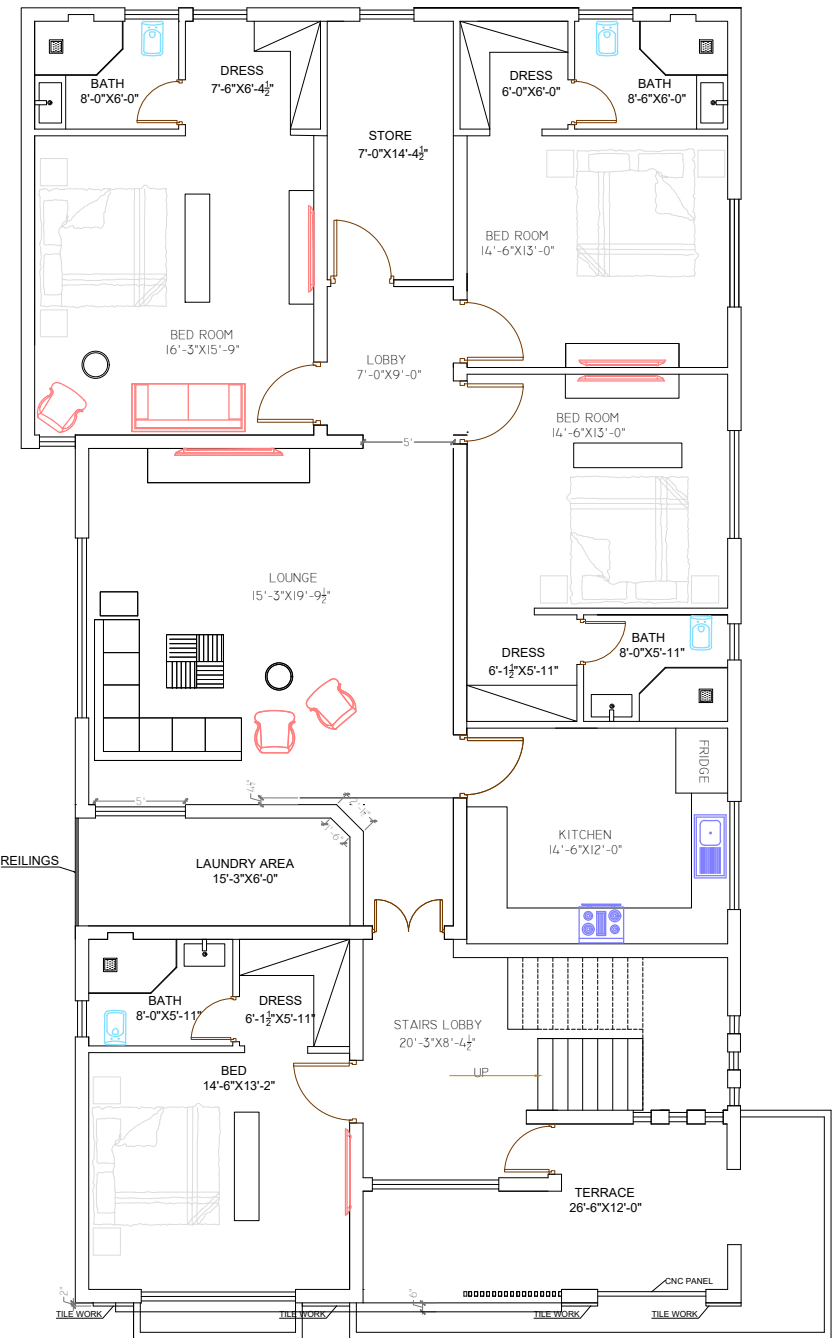 BATH
8'-0"X6'-0"
DRESS
7'-6"X6'-4½"
DRESS
6'-0"X6'-0"
BATH
8'-6"X6'-0"
STORE
7'-0"X14'-4½"
BED ROOM
14'-6"X13'-0"
BED ROOM
16'-3"X15'-9"
LOBBY
7'-0"X9'-0"
BED ROOM
14'-6"X13'-0"
5'
LOUNGE
15'-3"X19'-9½"
DRESS
6'-1½"X5'-11"
BATH
8'-0"X5'-11"
FRIDGE
5'
KITCHEN
14'-6"X12'-0"
REILINGS
LAUNDRY AREA
15'-3"X6'-0"
BATH
8'-0"X5'-11"
DRESS
6'-1½"X5'-11"
STAIRS LOBBY
20'-3"X8'-4½"
UP
BED
14'-6"X13'-2"
TERRACE
26'-6"X12'-0"
CNC PANEL
2"
6"
TILE WORK
TILE WORK
TILE WORK
TILE WORK